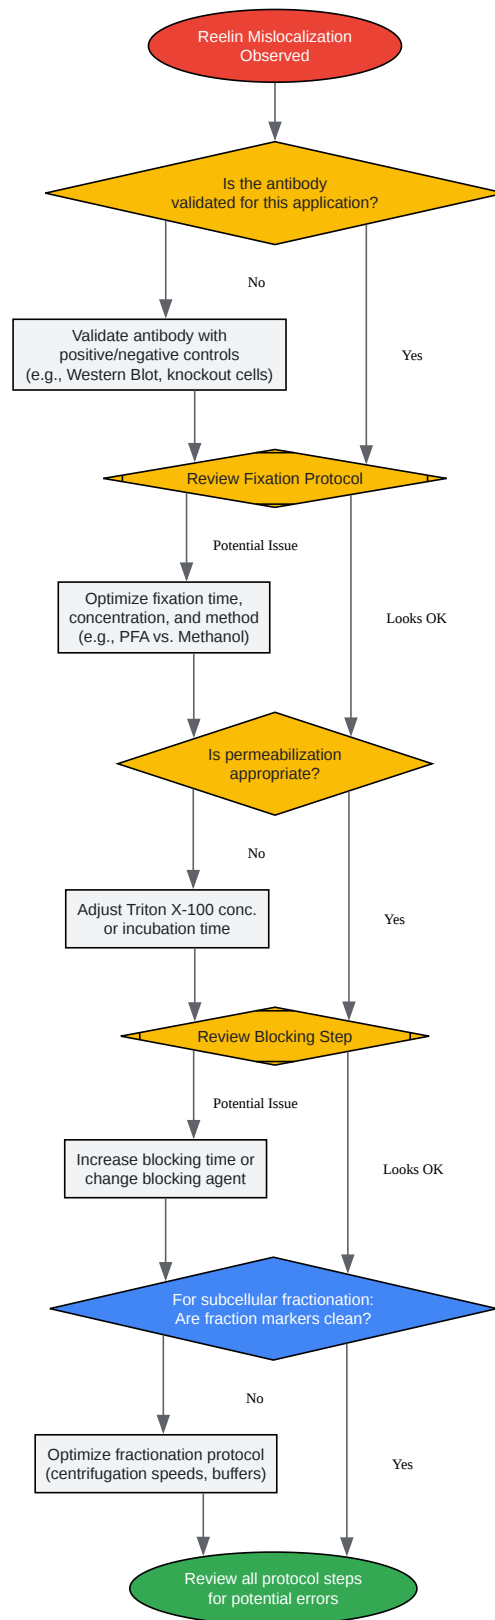 Reelin Mislocalization
Observed
Is the antibody
validated for this application?
No
Validate antibody with
positive/negative controls
(e.g., Western Blot, knockout cells)
Yes
Review Fixation Protocol
Potential Issue
Optimize fixation time,
concentration, and method
(e.g., PFA vs. Methanol)
Looks OK
Is permeabilization
appropriate?
No
Adjust Triton X-100 conc.
or incubation time
Yes
Review Blocking Step
Potential Issue
Increase blocking time or
change blocking agent
Looks OK
For subcellular fractionation:
Are fraction markers clean?
No
Optimize fractionation protocol
(centrifugation speeds, buffers)
Yes
Review all protocol steps
for potential errors